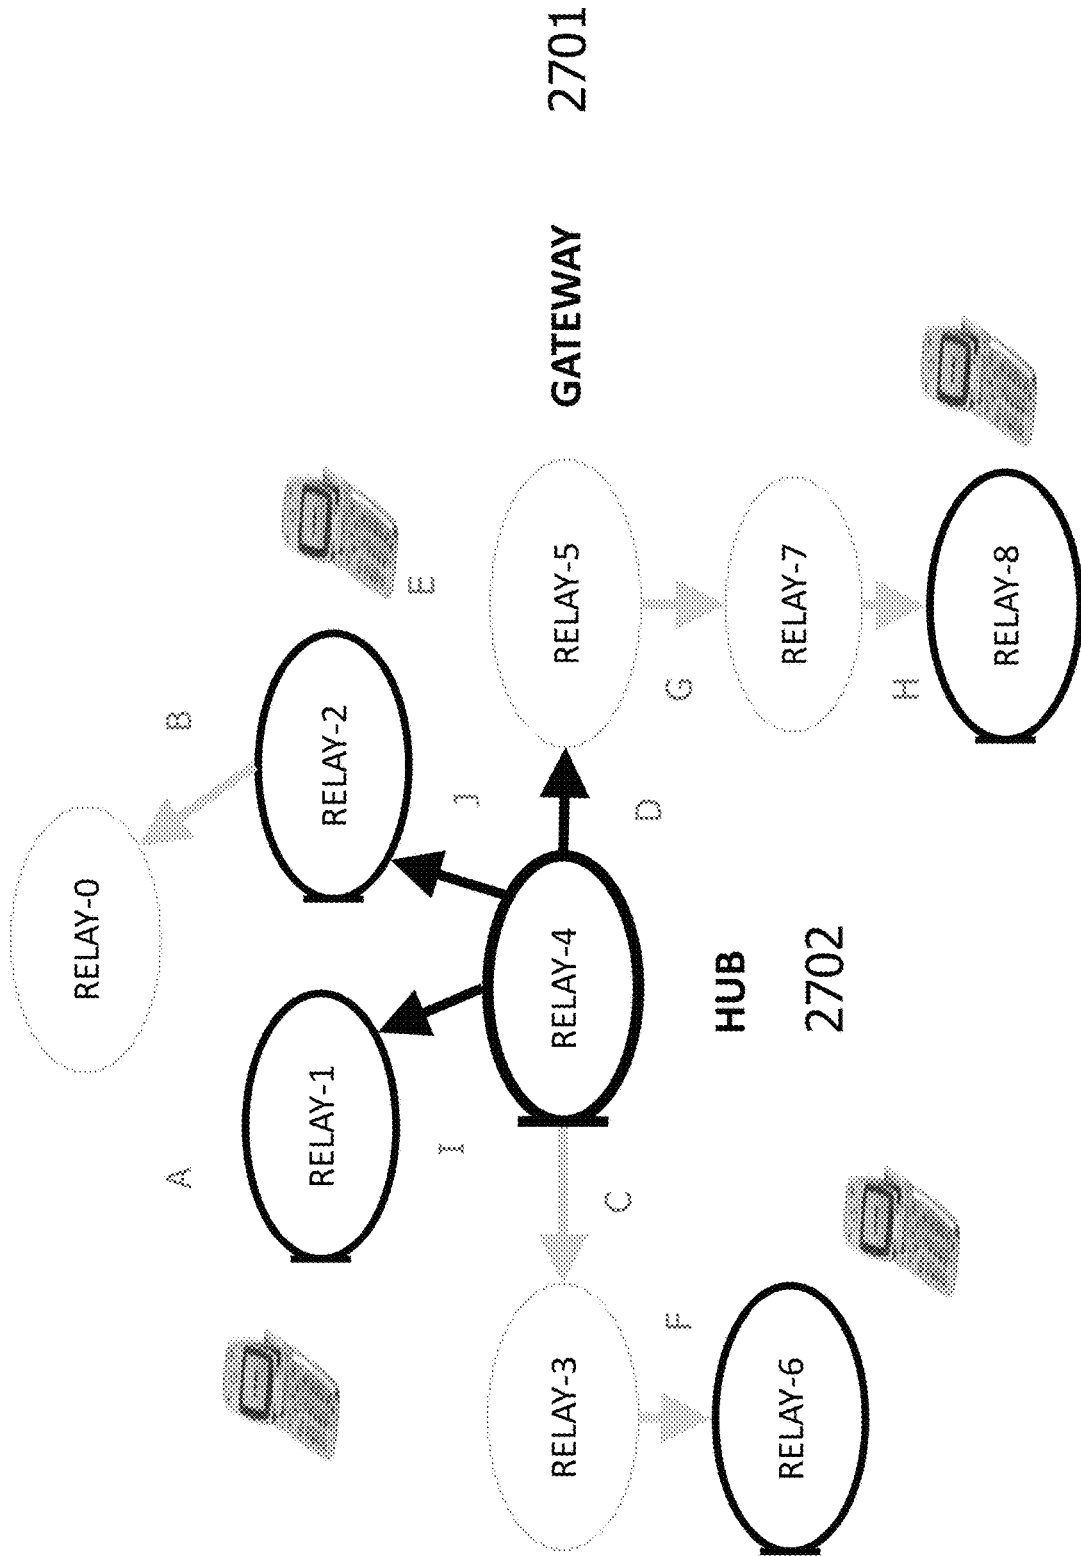 RELAY-0
B
A
RELAY-1
RELAY-2
E
I
J
RELAY-3
C
RELAY-4
D
RELAY-5
GATEWAY
2701
F
HUB
2702
G
RELAY-6
RELAY-7
H
RELAY-8